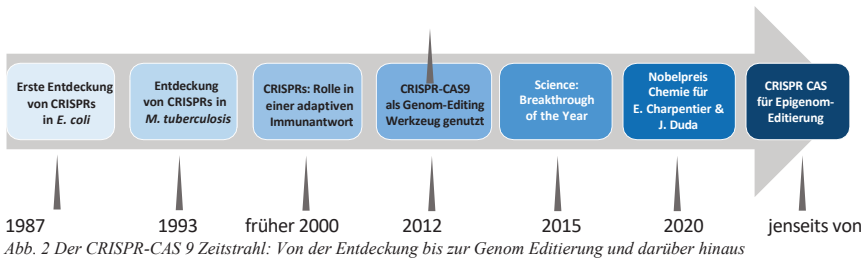 Erste Entdeckung
von CRISPRs
in E. coli
Entdeckung
von CRISPRs in
M. tuberculosis
CRISPRs: Rolle in
einer adaptiven
Immunantwort
CRISPR-CAS9
als Genom-Editing
Werkzeug genutzt
Science:
Breakthrough
of the Year
Nobelpreis
Chemie für
E. Charpentier &
J. Duda
CRISPR CAS
für Epigenom-
Editierung
1987 1993 früher 2000 2012 2015 2020 jenseits von
Abb. 2 Der CRISPR-CAS 9 Zeitstrahl: Von der Entdeckung bis zur Genom Editierung und darüber hinaus